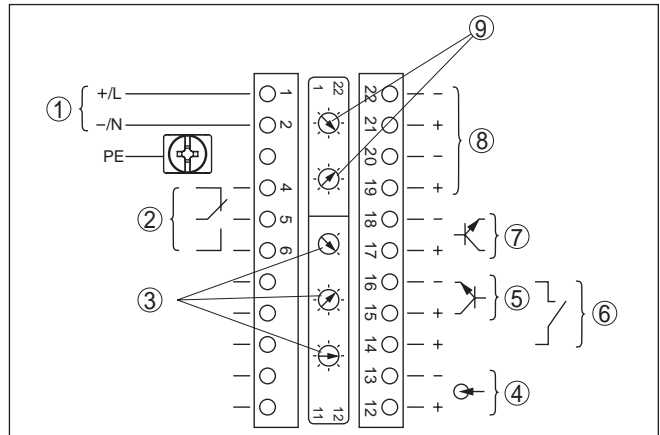 ⑨
① +/L 1 1 22 22 −
−/N 2 21 + ⑧
PE 20 −
4 19 +
② 5 18 − ⑦
6 17 +
③ 16 − ⑤ ⑥
15 +
14 +
13 − ④
11 12 12 +